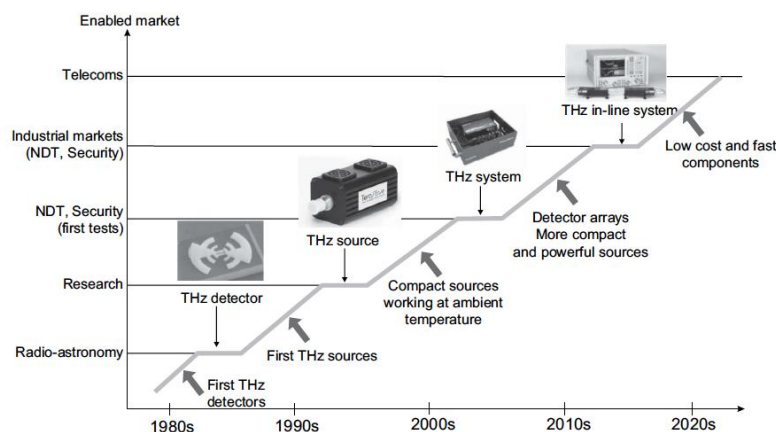 Enabled market
Telecoms
THz in-line system
Industrial markets
(NDT, Security)
Low cost and fast
components
THz system
NDT, Security
(first tests)
Detector arrays
More compact
and powerful sources
THz source
Research
THz detector
Compact sources
working at ambient
temperature
Radio-astronomy
First THz sources
First THz
detectors
1980s
1990s
2000s
2010s
2020s